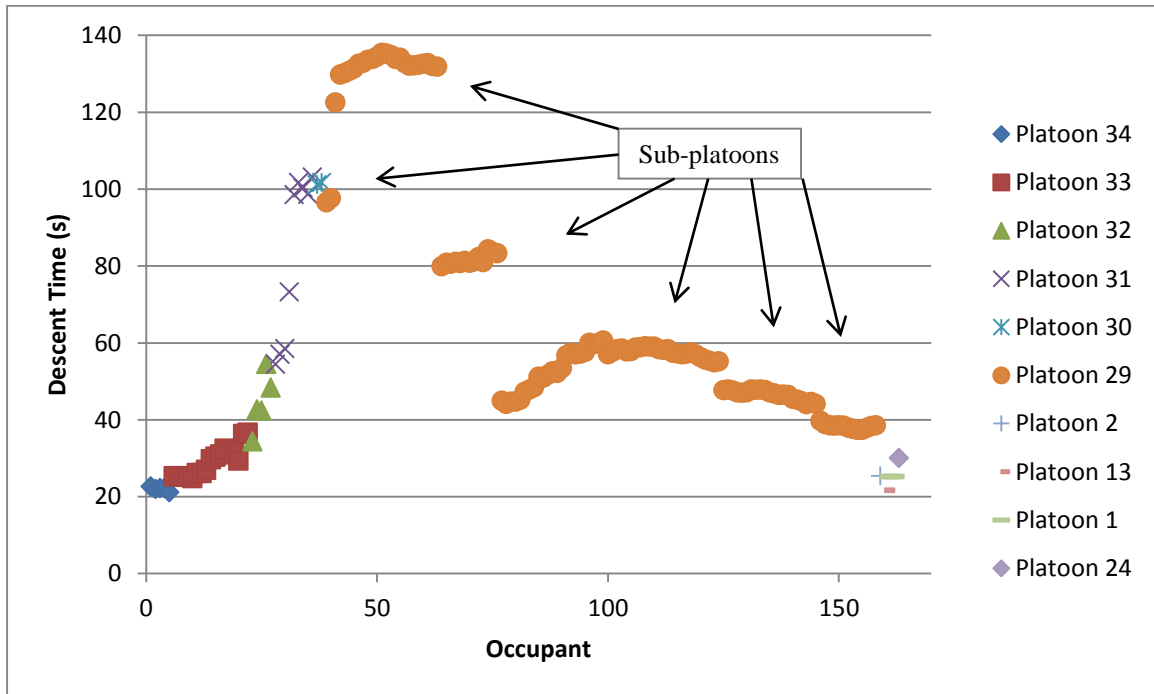 Descent Time (s)
140
120
100
80
60
40
20
0
0
50
100
150
Occupant
Sub-platoons
Platoon 34
Platoon 33
Platoon 32
Platoon 31
Platoon 30
Platoon 29
Platoon 2
Platoon 13
Platoon 1
Platoon 24